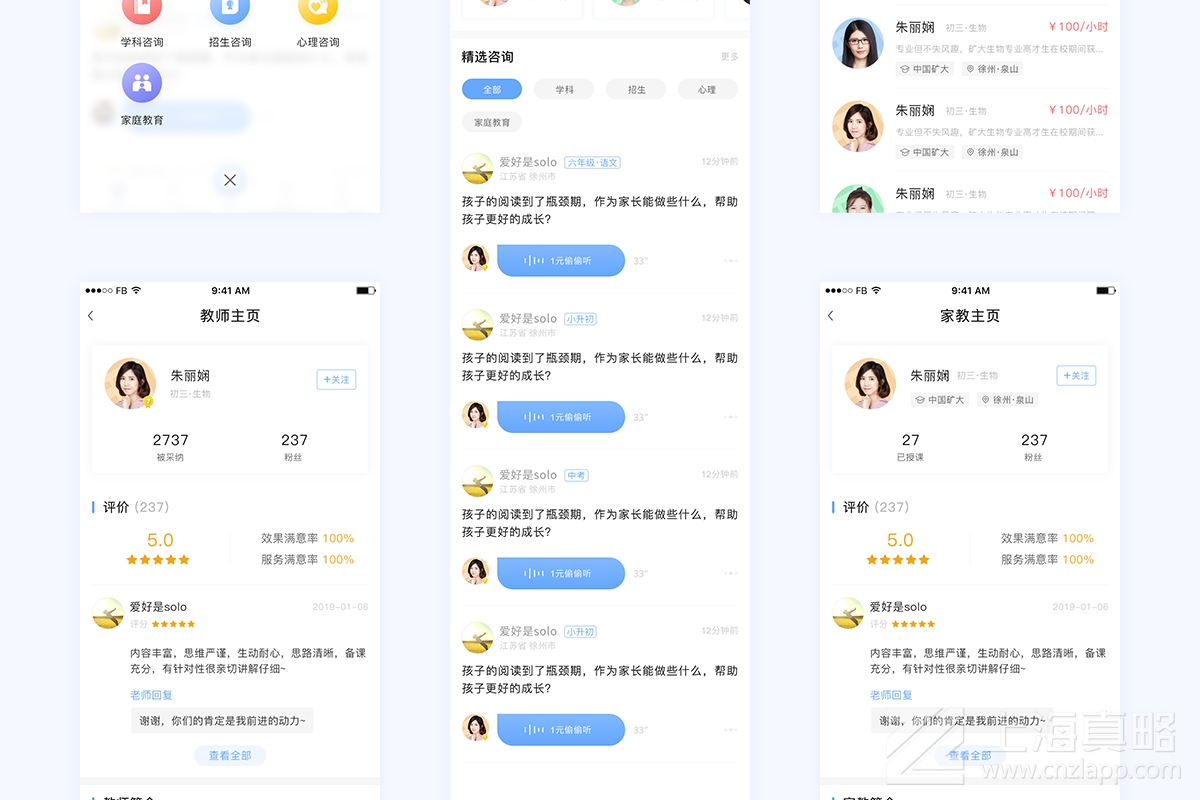 学科咨询
招生咨询
心理咨询
家庭教育
FB
9:41 AM
教师主页
朱丽娴
初三·生物
+关注
2737
237
被采纳
粉丝
评价 (237)
5.0
效果满意率 100%
服务满意率 100%
爱好是solo
2019-01-06
评分
内容丰富，思维严谨，生动耐心，思路清晰，备课
充分，有针对性很亲切讲解仔细~
老师回复
谢谢，你们的肯定是我前进的动力~
查看全部
精选咨询
更多
全部
学科
招生
心理
家庭教育
爱好是solo 六年级·语文
12分钟前
江苏省 徐州市
孩子的阅读到了瓶颈期，作为家长能做些什么，帮助
孩子更好的成长?
1元偷偷听
33"
爱好是solo 小升初
12分钟前
江苏省 徐州市
孩子的阅读到了瓶颈期，作为家长能做些什么，帮助
孩子更好的成长?
1元偷偷听
33"
爱好是solo 中考
12分钟前
江苏省 徐州市
孩子的阅读到了瓶颈期，作为家长能做些什么，帮助
孩子更好的成长?
1元偷偷听
33"
爱好是solo 小升初
12分钟前
江苏省 徐州市
孩子的阅读到了瓶颈期，作为家长能做些什么，帮助
孩子更好的成长?
1元偷偷听
33"
朱丽娴 初三·生物
¥100/小时
专业但不失风趣，矿大生物专业高才生在校期间获...
中国矿大
徐州·泉山
朱丽娴 初三·生物
¥100/小时
专业但不失风趣，矿大生物专业高才生在校期间获...
中国矿大
徐州·泉山
朱丽娴 初三·生物
¥100/小时
FB
9:41 AM
家教主页
朱丽娴 初三·生物
+关注
中国矿大
徐州·泉山
27
237
已授课
粉丝
评价 (237)
5.0
效果满意率 100%
服务满意率 100%
爱好是solo
2019-01-06
评分
内容丰富，思维严谨，生动耐心，思路清晰，备课
充分，有针对性很亲切讲解仔细~
老师回复
谢谢，你们的肯定是我前进的动力~
查看全部
上海真略
www.cnzlapp.com